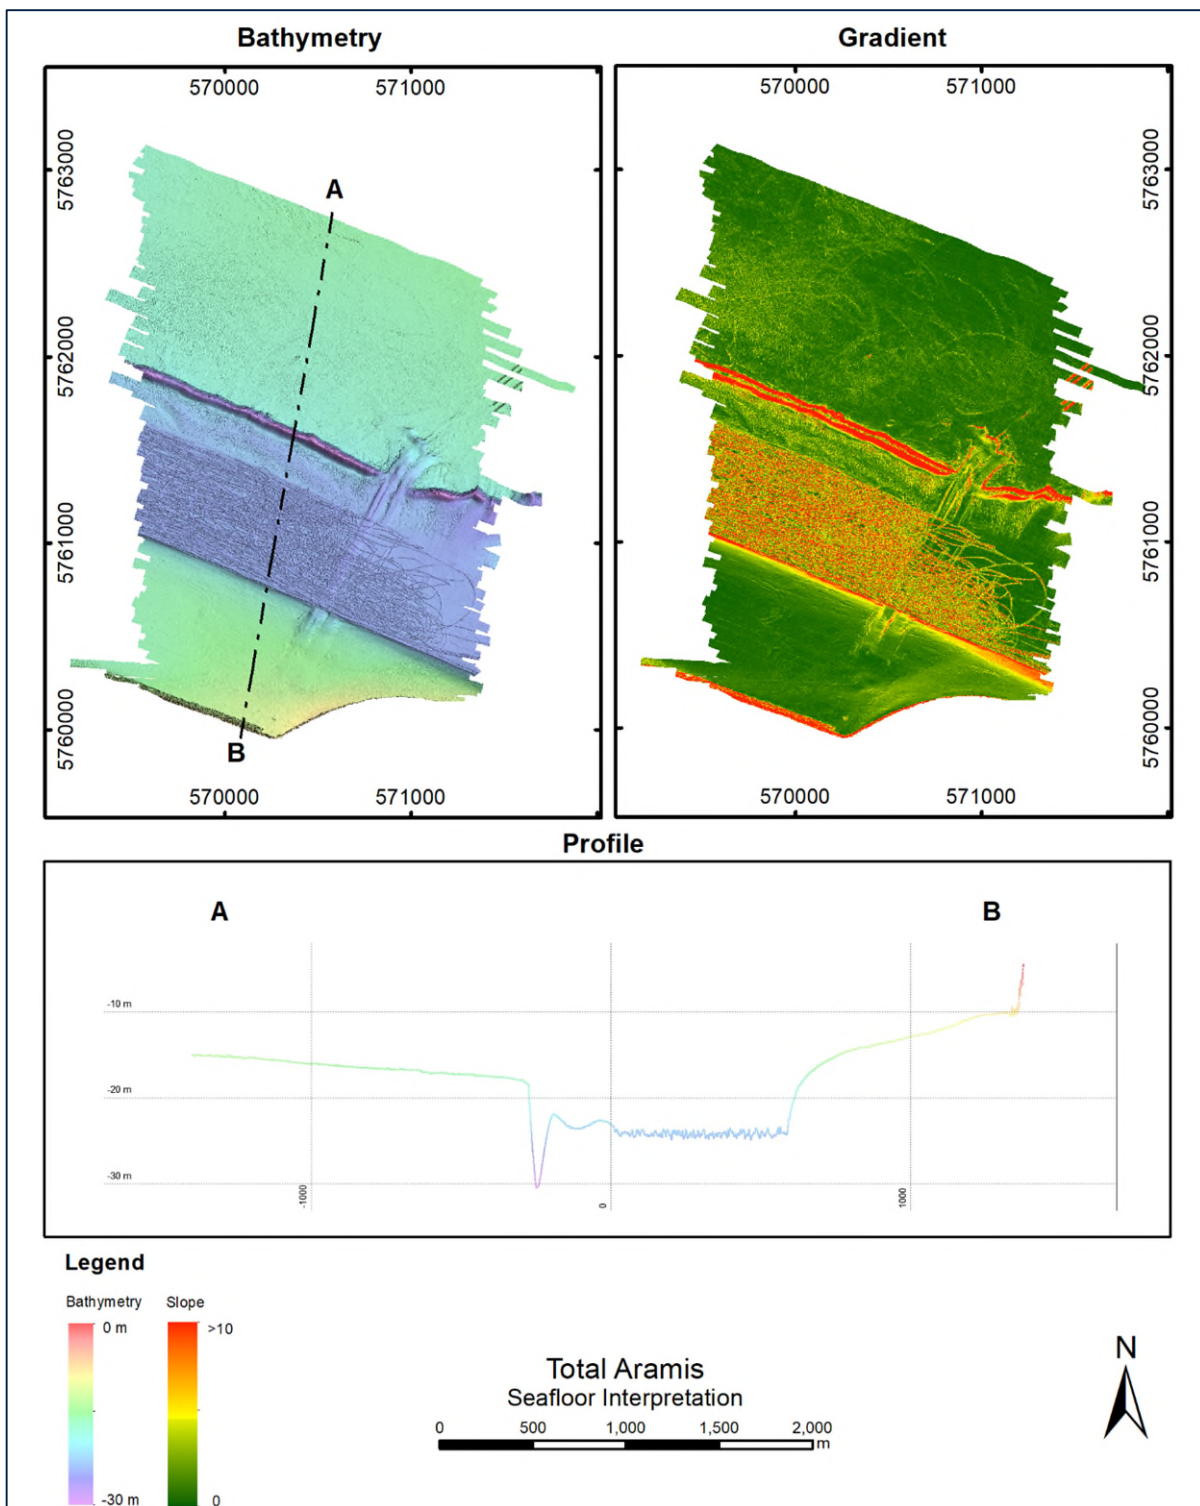 Bathymetry
Gradient
570000 571000
570000 571000
5763000
5762000
5761000
5760000
A
B
5763000
5762000
5761000
5760000
570000 571000
570000 571000
Profile
A
B
-10 m
-20 m
-30 m
-1000
0
1000
Legend
Bathymetry
Slope
0 m
-30 m
>10
0
Total Aramis
Seafloor Interpretation
0 500 1,000 1,500 2,000
m
N